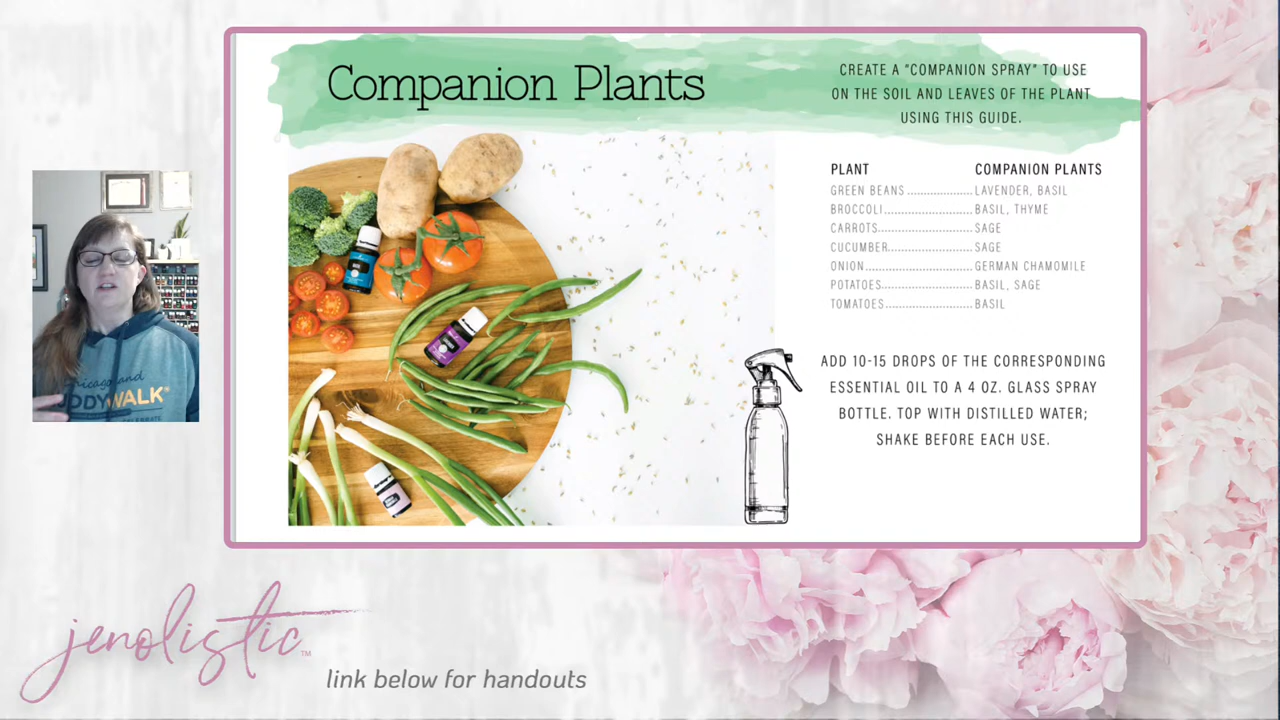 Companion Plants
CREATE A "COMPANION SPRAY" TO USE
ON THE SOIL AND LEAVES OF THE PLANT
USING THIS GUIDE.
PLANT COMPANION PLANTS
GREEN BEANS ................... LAVENDER, BASIL
BROCCOLI ................... BASIL, THYME
CARROTS ................... SAGE
CUCUMBER ................... SAGE
ONION ................... GERMAN CHAMOMILE
POTATOES ................... BASIL, SAGE
TOMATOES ................... BASIL
ADD 10-15 DROPS OF THE CORRESPONDING
ESSENTIAL OIL TO A 4 OZ. GLASS SPRAY
BOTTLE. TOP WITH DISTILLED WATER;
SHAKE BEFORE EACH USE.
WALK®
jenolistic™
link below for handouts